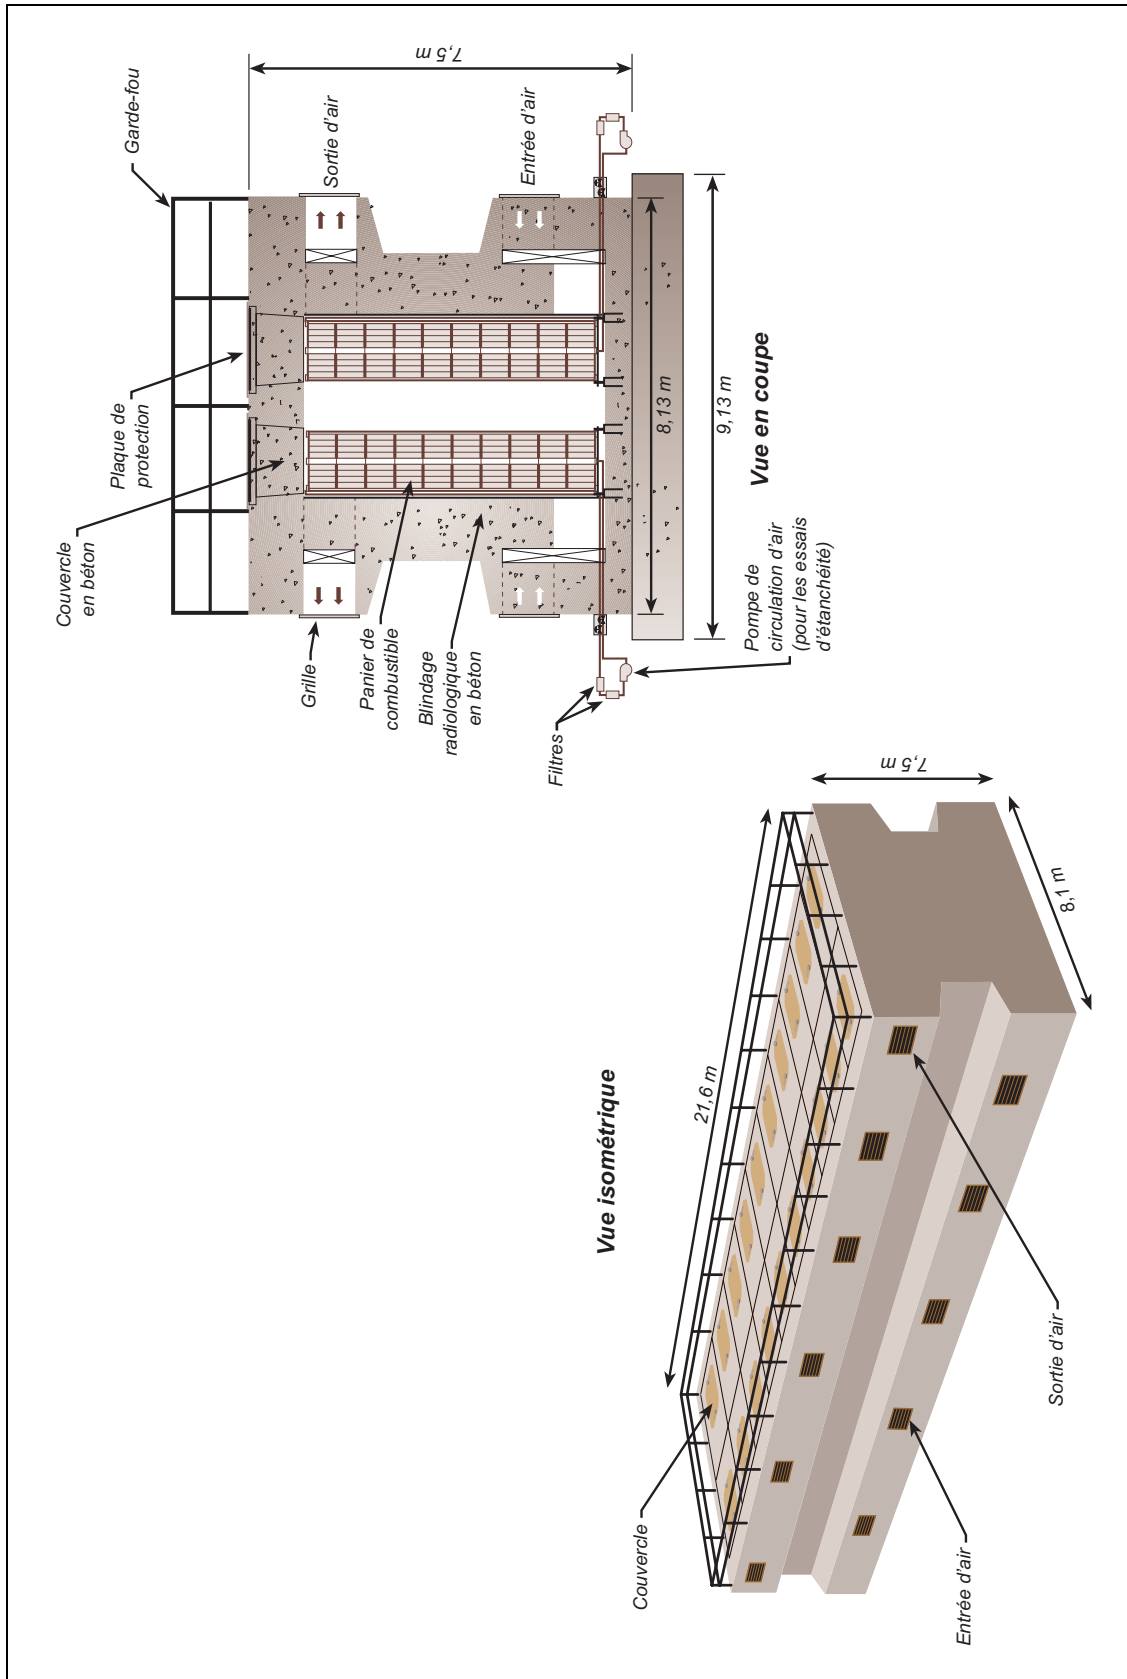 7,5 m
Garde-fou
Sortie d'air
Entrée d'air
Plaque de
protection
Couvercle
en béton
8,13 m
9,13 m
Vue en coupe
Grille
Panier de
combustible
Blindage
radiologique
en béton
Filtres
Pompe de
circulation d'air
(pour les essais
d'étanchéité)
7,5 m
21,6 m
8,1 m
Vue isométrique
Couvercle
Sortie d'air
Entrée d'air